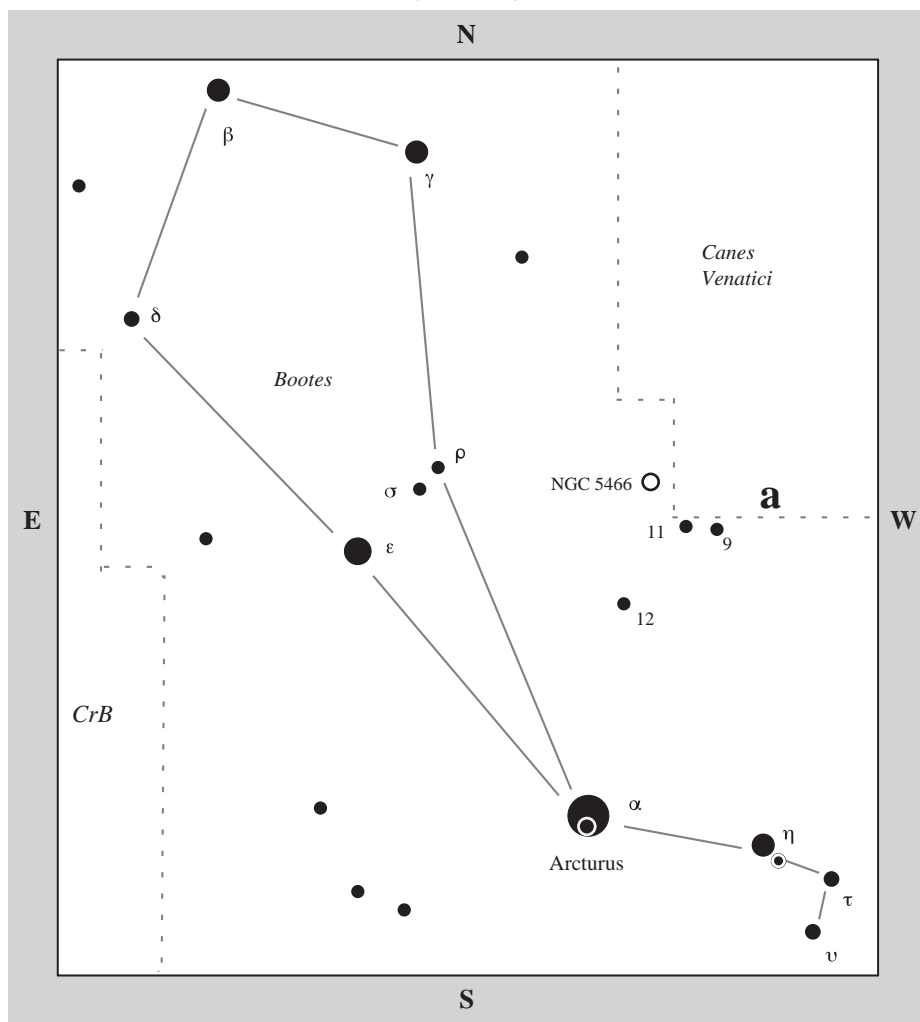 N
β
γ
Canes
Venatici
δ
Bootes
ρ
σ
NGC 5466
a
E
W
11
9
ε
12
CrB
α
η
Arcturus
τ
υ
S